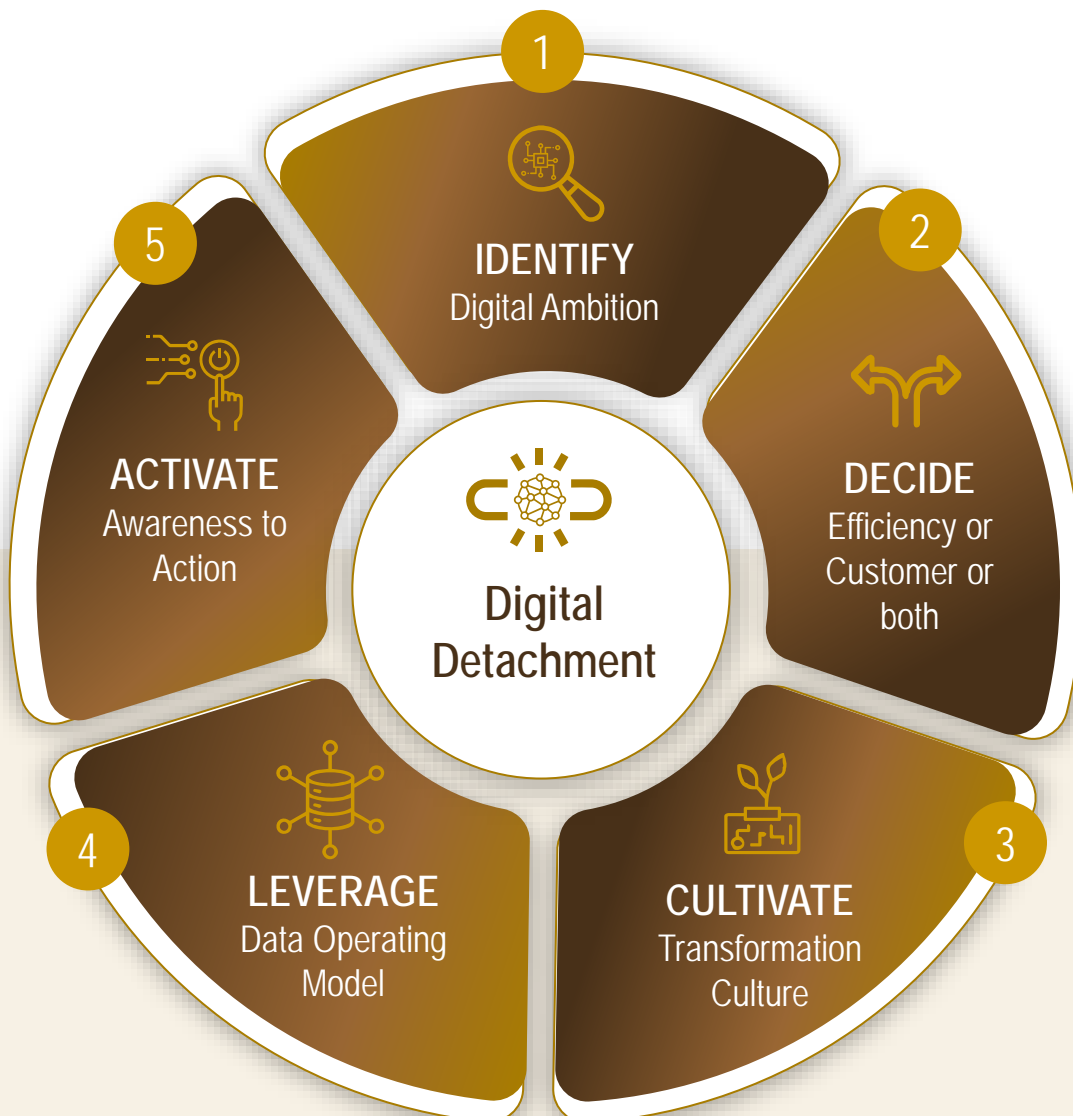 1
IDENTIFY
Digital Ambition
2
DECIDE
Efficiency or
Customer or
both
3
CULTIVATE
Transformation
Culture
4
LEVERAGE
Data Operating
Model
5
ACTIVATE
Awareness to
Action
Digital
Detachment